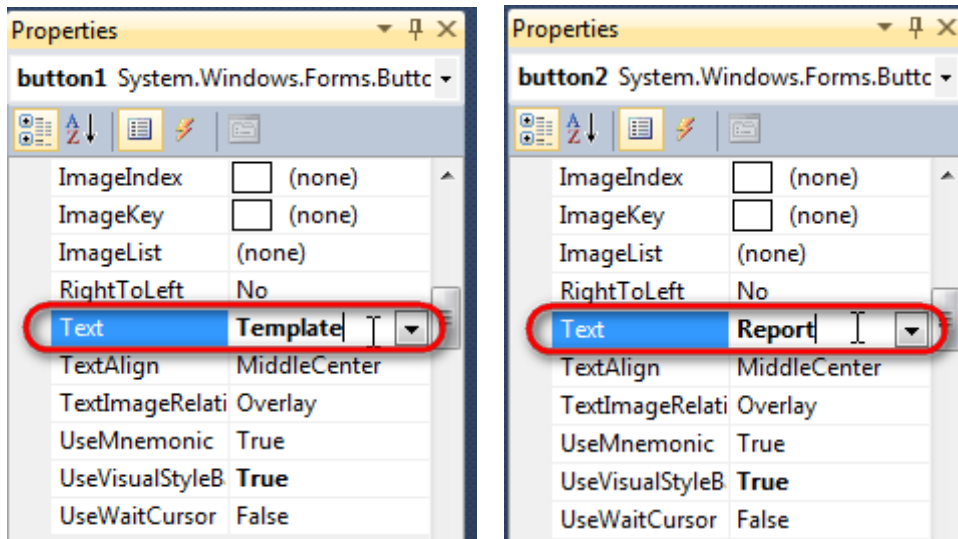 Properties
button1 System.Windows.Forms.Buttc
ImageIndex (none)
ImageKey (none)
ImageList (none)
RightToLeft No
Text Template
TextAlign MiddleCenter
TextImageRelati Overlay
UseMnemonic True
UseVisualStyleB True
UseWaitCursor False
Properties
button2 System.Windows.Forms.Buttc
ImageIndex (none)
ImageKey (none)
ImageList (none)
RightToLeft No
Text Report
TextAlign MiddleCenter
TextImageRelati Overlay
UseMnemonic True
UseVisualStyleB True
UseWaitCursor False